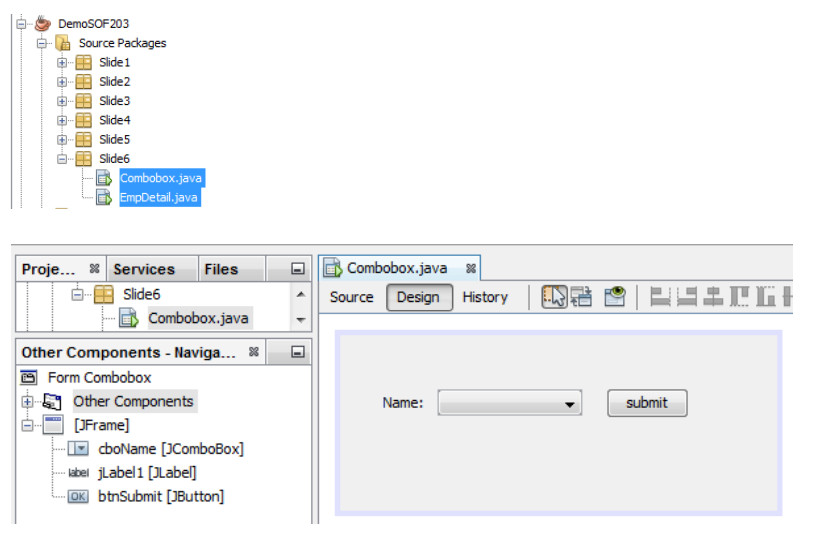 DemoSOF203
Source Packages
Slide1
Slide2
Slide3
Slide4
Slide5
Slide6
Combobox.java
EmpDetail.java
Proje... Services Files
Slide6
Combobox.java
Other Components - Naviga...
Form Combobox
Other Components
[JFrame]
cboName [JComboBox]
label jLabel1 [JLabel]
OK btnSubmit [JButton]
Combobox.java
Source Design History
Name: submit